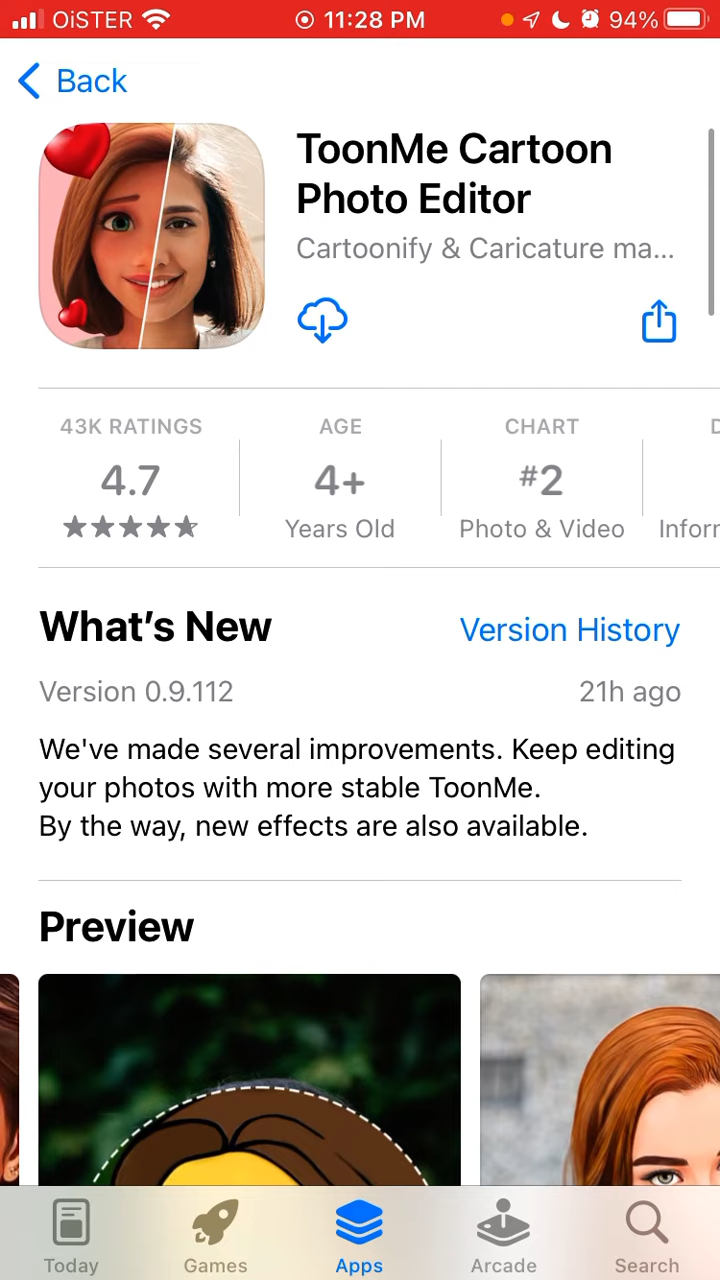 OiSTER 11:28 PM 94%
Back
ToonMe Cartoon
Photo Editor
Cartoonify & Caricature ma...
43K RATINGS AGE CHART D
4.7 4+ #2
Years Old Photo & Video Inforr
What's New Version History
Version 0.9.112 21h ago
We've made several improvements. Keep editing
your photos with more stable ToonMe.
By the way, new effects are also available.
Preview
Today Games Apps Arcade Search